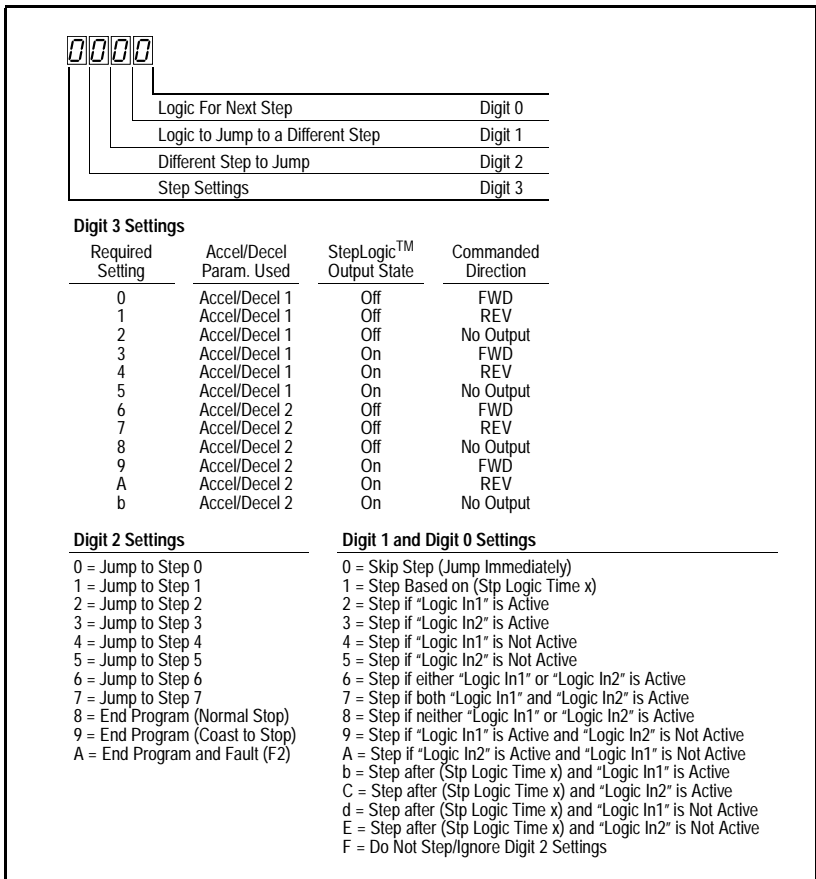 0000
Logic For Next Step Digit 0
Logic to Jump to a Different Step Digit 1
Different Step to Jump Digit 2
Step Settings Digit 3
Digit 3 Settings
Required Setting Accel/Decel Param. Used StepLogic™ Output State Commanded Direction
0 Accel/Decel 1 Off FWD
1 Accel/Decel 1 Off REV
2 Accel/Decel 1 Off No Output
3 Accel/Decel 1 On FWD
4 Accel/Decel 1 On REV
5 Accel/Decel 1 On No Output
6 Accel/Decel 2 Off FWD
7 Accel/Decel 2 Off REV
8 Accel/Decel 2 Off No Output
9 Accel/Decel 2 On FWD
A Accel/Decel 2 On REV
b Accel/Decel 2 On No Output
Digit 2 Settings
0 = Jump to Step 0
1 = Jump to Step 1
2 = Jump to Step 2
3 = Jump to Step 3
4 = Jump to Step 4
5 = Jump to Step 5
6 = Jump to Step 6
7 = Jump to Step 7
8 = End Program (Normal Stop)
9 = End Program (Coast to Stop)
A = End Program and Fault (F2)
Digit 1 and Digit 0 Settings
0 = Skip Step (Jump Immediately)
1 = Step Based on (Stp Logic Time x)
2 = Step if "Logic In1" is Active
3 = Step if "Logic In2" is Active
4 = Step if "Logic In1" is Not Active
5 = Step if "Logic In2" is Not Active
6 = Step if either "Logic In1" or "Logic In2" is Active
7 = Step if both "Logic In1" and "Logic In2" is Active
8 = Step if neither "Logic In1" or "Logic In2" is Active
9 = Step if "Logic In1" is Active and "Logic In2" is Not Active
A = Step if "Logic In2" is Active and "Logic In1" is Not Active
b = Step after (Stp Logic Time x) and "Logic In1" is Active
C = Step after (Stp Logic Time x) and "Logic In2" is Active
d = Step after (Stp Logic Time x) and "Logic In1" is Not Active
E = Step after (Stp Logic Time x) and "Logic In2" is Not Active
F = Do Not Step/Ignore Digit 2 Settings